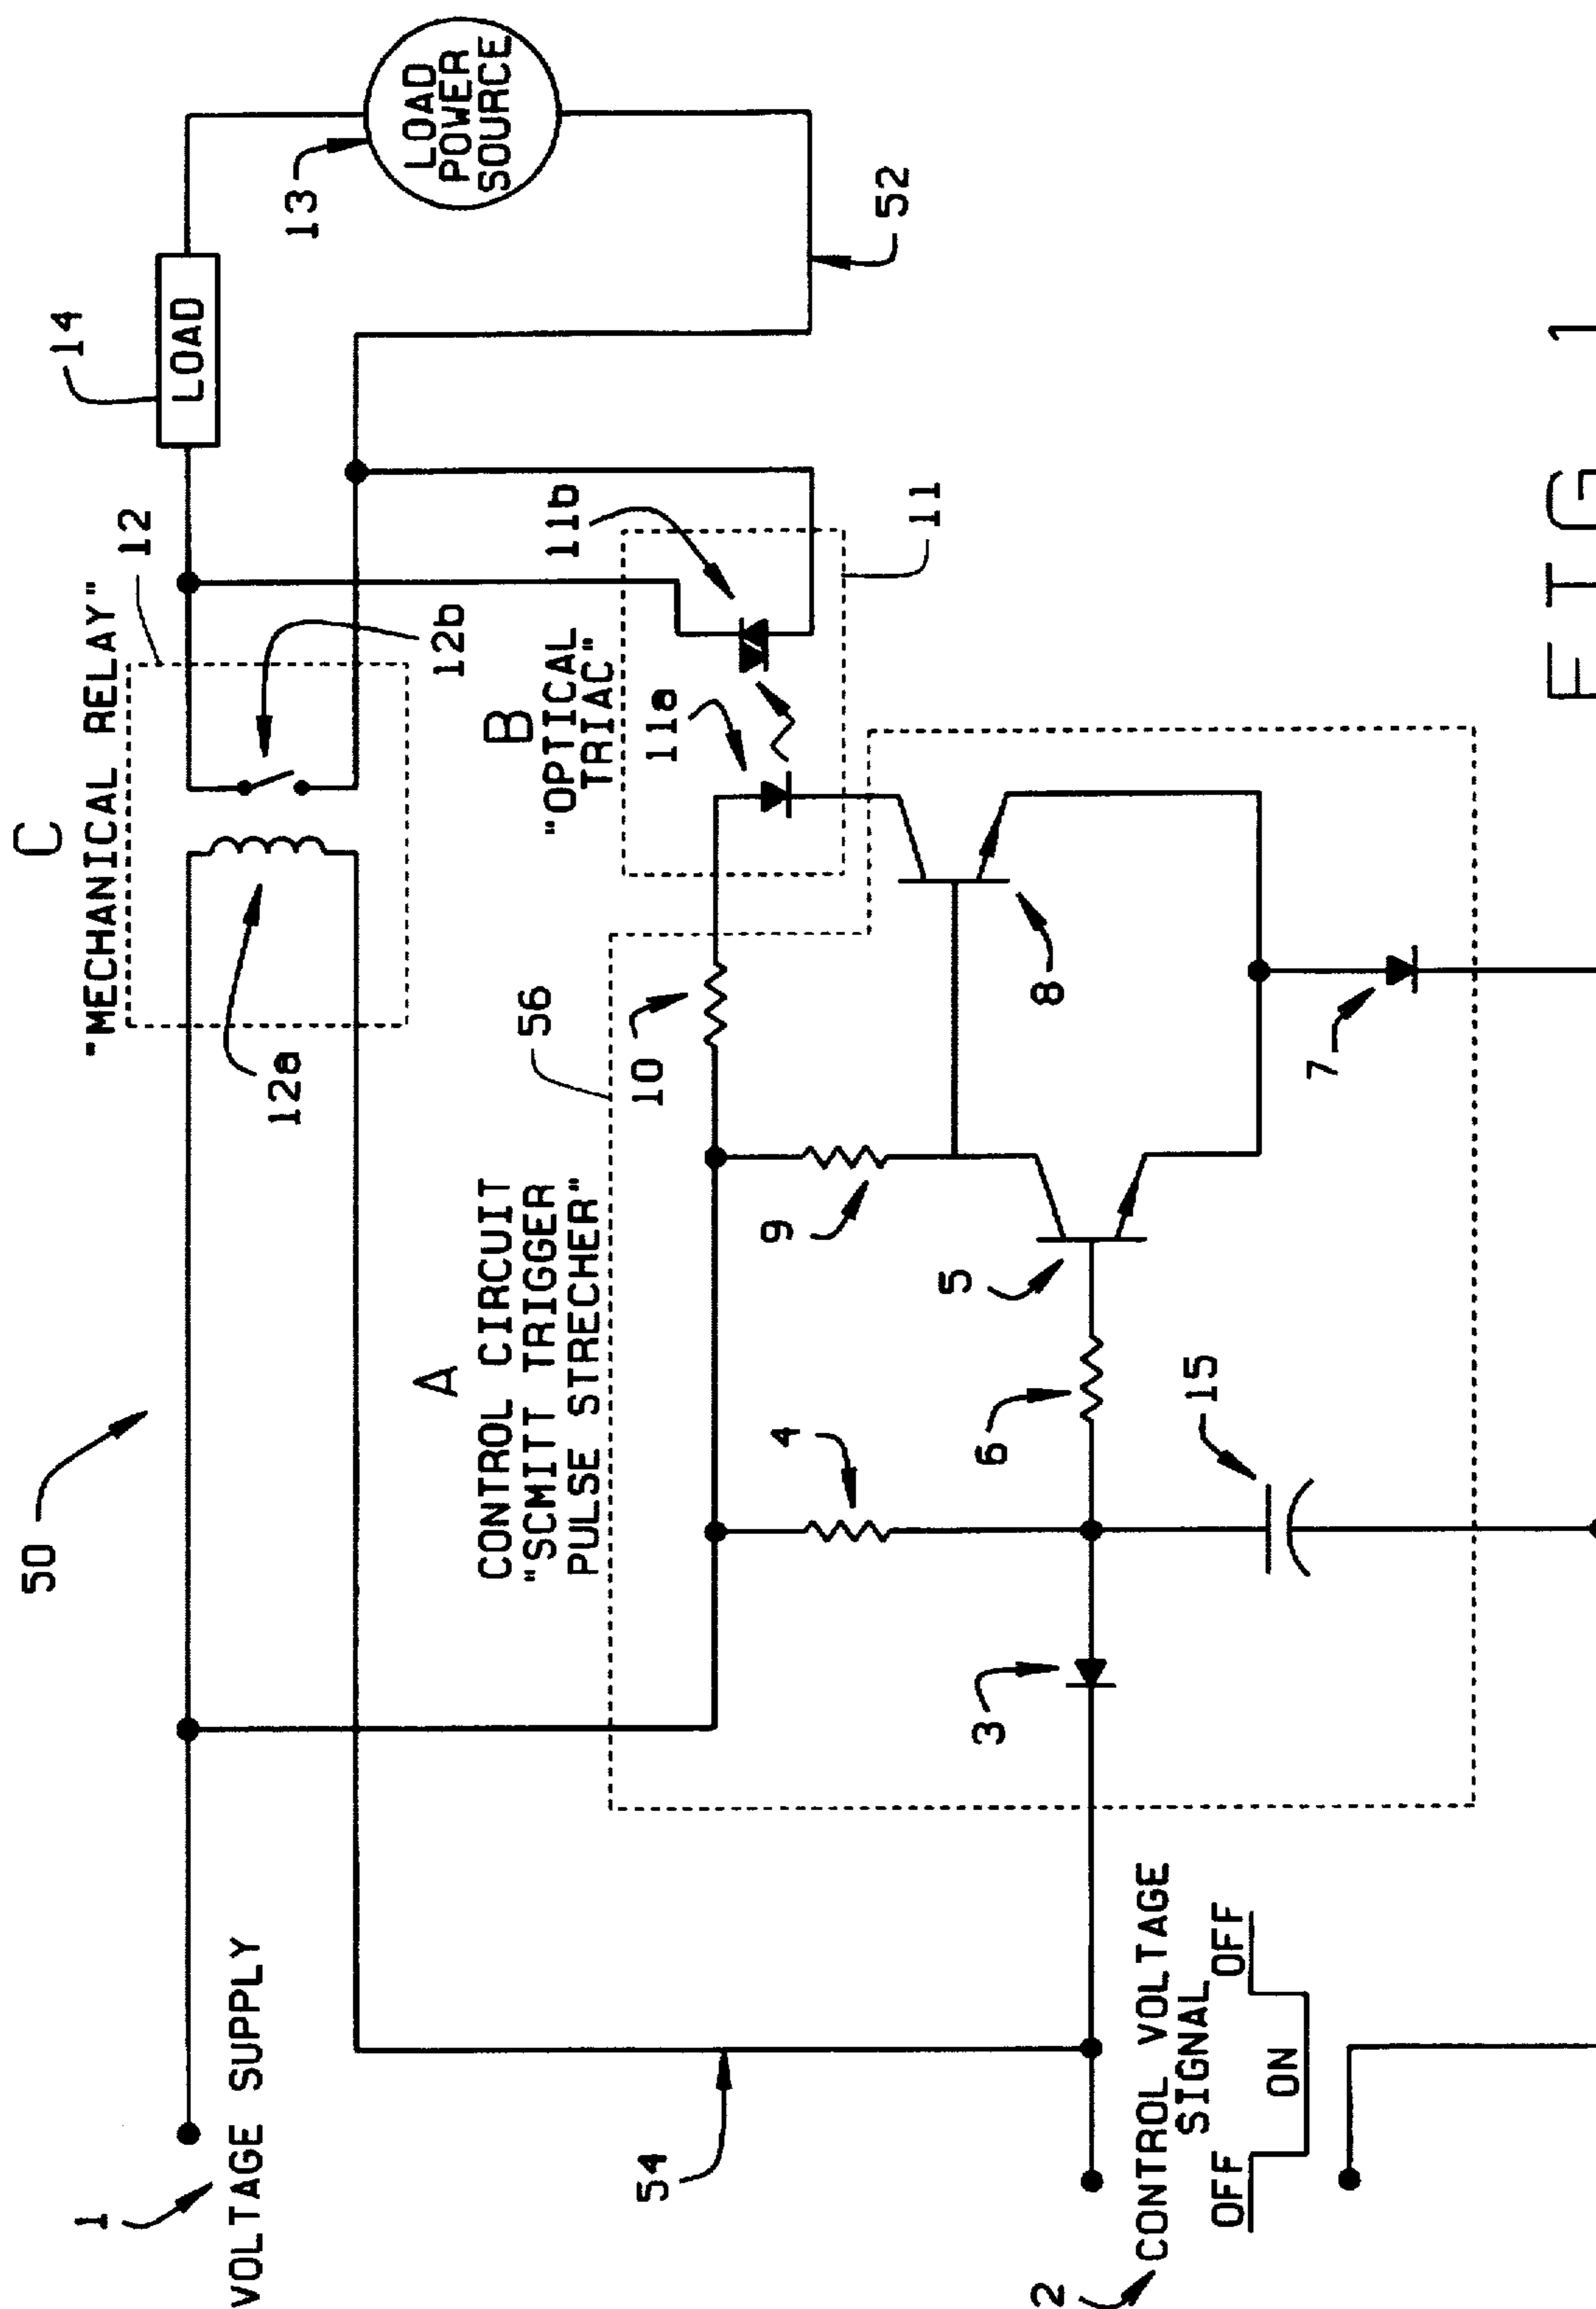 50
C
"MECHANICAL RELAY"
12
14
LOAD
13
LOAD
POWER
SOURCE
1
VOLTAGE SUPPLY
12a
12b
52
A
CONTROL CIRCUIT
"SCMITT TRIGGER
PULSE STRECHER"
56
B
"OPTICAL
TRIAC"
11b
11a
11
54
10
4
9
3
6
5
8
15
7
2
CONTROL VOLTAGE
SIGNAL
OFF
ON
OFF
FIG 1